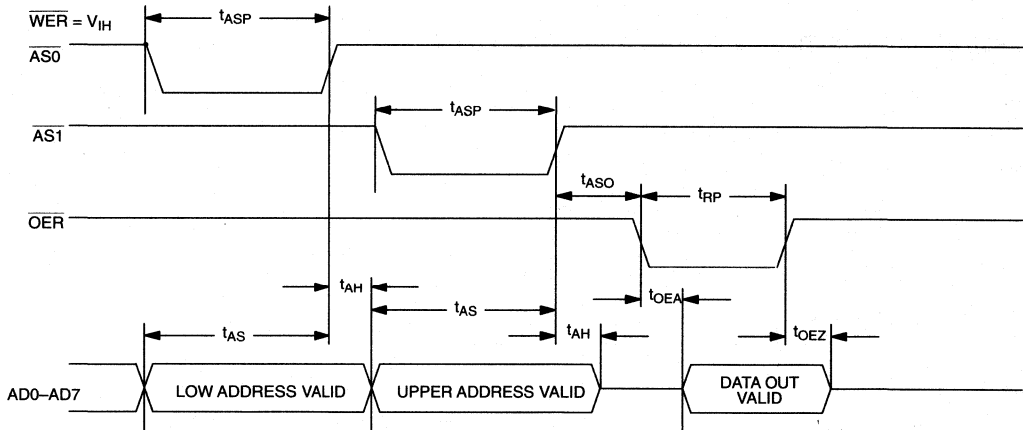 WER = VIH
tASP
AS0
tASP
AS1
tASO
tRP
OER
tAH
tAS
tOEA
tAS
tAH
tOEZ
AD0–AD7
LOW ADDRESS VALID
UPPER ADDRESS VALID
DATA OUT
VALID